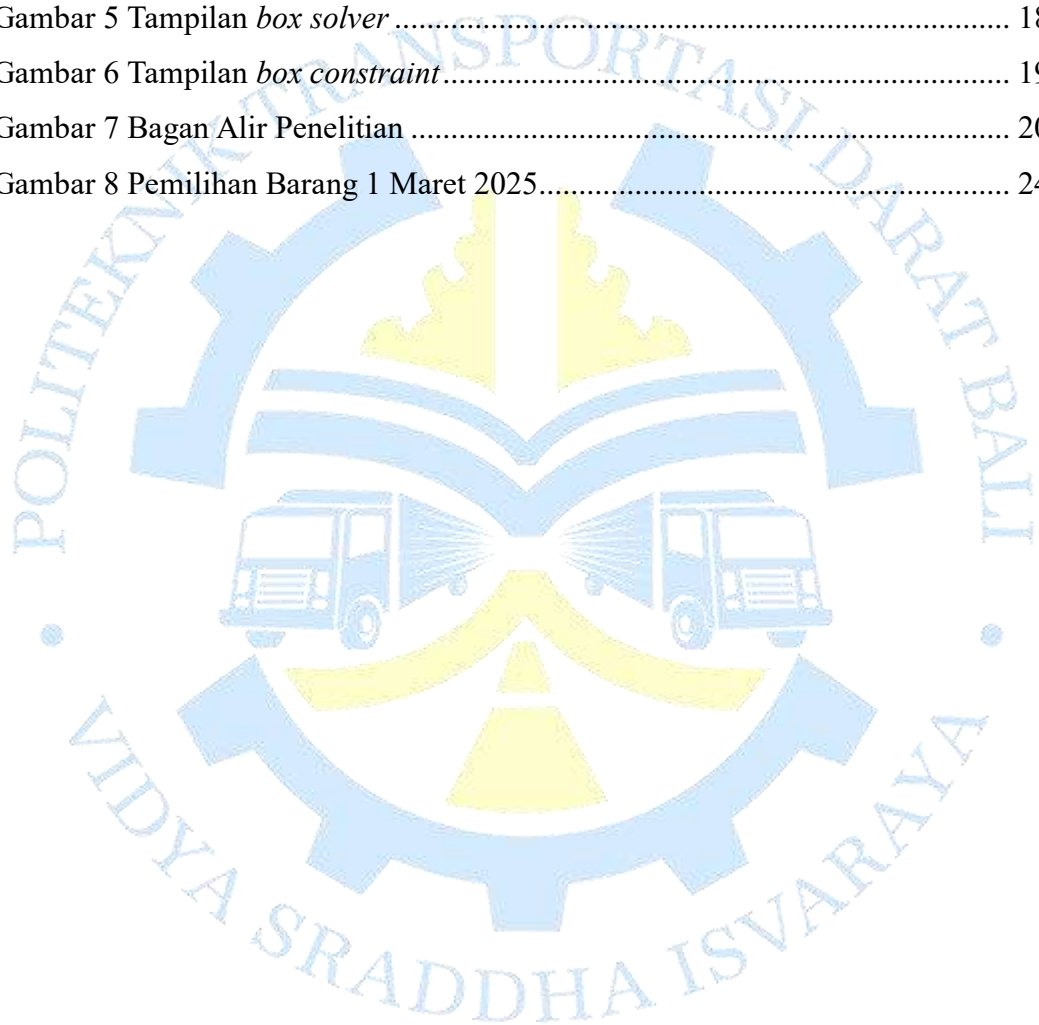 Gambar 5 Tampilan box solver ............................................................................. 18
Gambar 6 Tampilan box constraint ....................................................................... 19
Gambar 7 Bagan Alir Penelitian ........................................................................... 20
Gambar 8 Pemilihan Barang 1 Maret 2025........................................................... 24
POLITEKNIK TRANSPORTASI DARAT BALI
VIDYA SRADDHA ISVARAYA